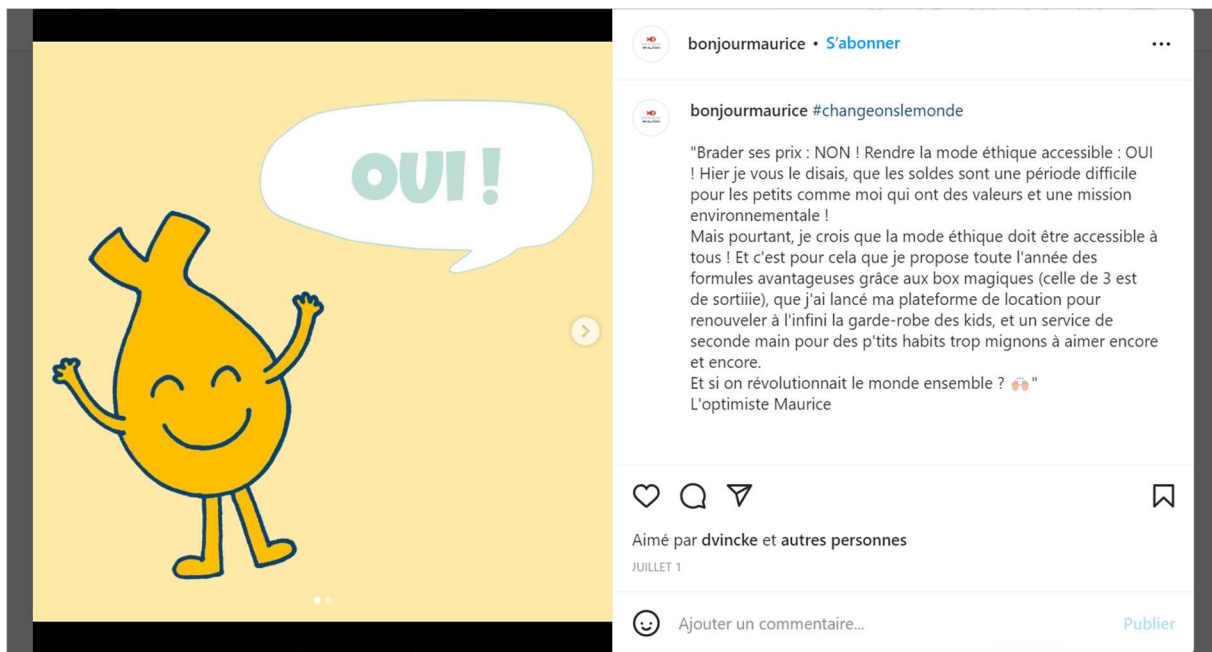 OUI !
bonjourmaurice • S'abonner
bonjourmaurice #changeonslemonde
"Brader ses prix : NON ! Rendre la mode éthique accessible : OUI
! Hier je vous le disais, que les soldes sont une période difficile
pour les petits comme moi qui ont des valeurs et une mission
environnementale !
Mais pourtant, je crois que la mode éthique doit être accessible à
tous ! Et c'est pour cela que je propose toute l'année des
formules avantageuses grâce aux box magiques (celle de 3 est
de sortiiie), que j'ai lancé ma plateforme de location pour
renouveler à l'infini la garde-robe des kids, et un service de
seconde main pour des p'tits habits trop mignons à aimer encore
et encore.
Et si on révolutionnait le monde ensemble ? 🙌🏻"
L'optimiste Maurice
Aimé par dvincke et autres personnes
JUILLET 1
Ajouter un commentaire...
Publier